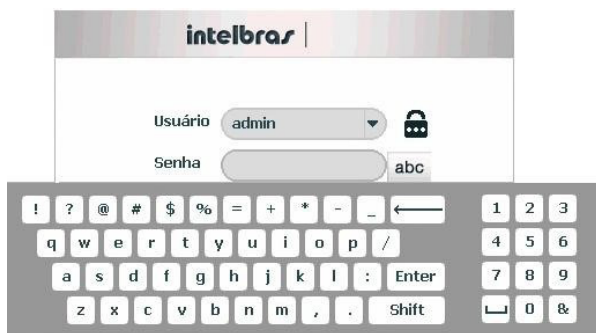 intelbras
Usuário admin
Senha abc
! ? @ # $ % = + * - _ 1 2 3
q w e r t y u i o p / 4 5 6
a s d f g h j k l : Enter 7 8 9
z x c v b n m , . Shift 0 &